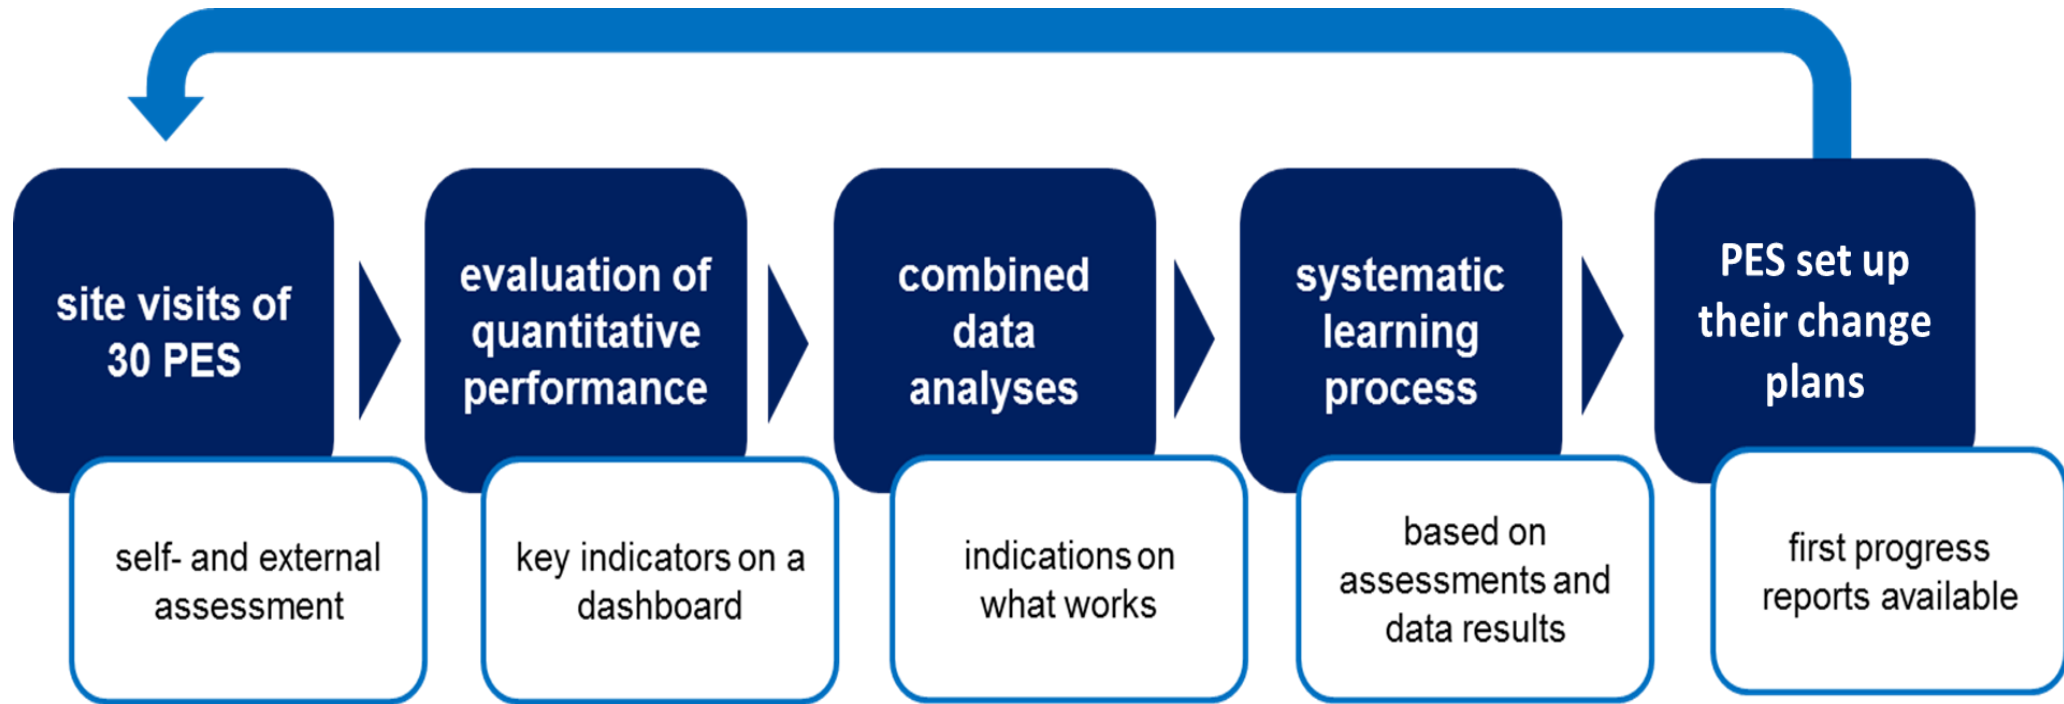 site visits of
30 PES
self- and external
assessment
evaluation of
quantitative
performance
key indicators on a
dashboard
combined
data
analyses
indications on
what works
systematic
learning
process
based on
assessments and
data results
PES set up
their change
plans
first progress
reports available